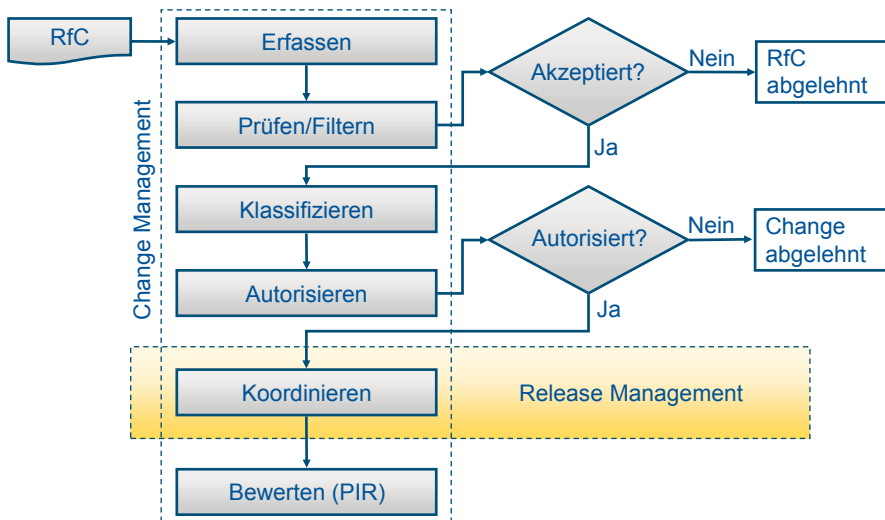 RfC
Erfassen
Akzeptiert?
Nein
RfC
abgelehnt
Prüfen/Filtern
Ja
Change Management
Klassifizieren
Autorisiert?
Nein
Change
abgelehnt
Autorisieren
Ja
Koordinieren
Release Management
Bewerten (PIR)